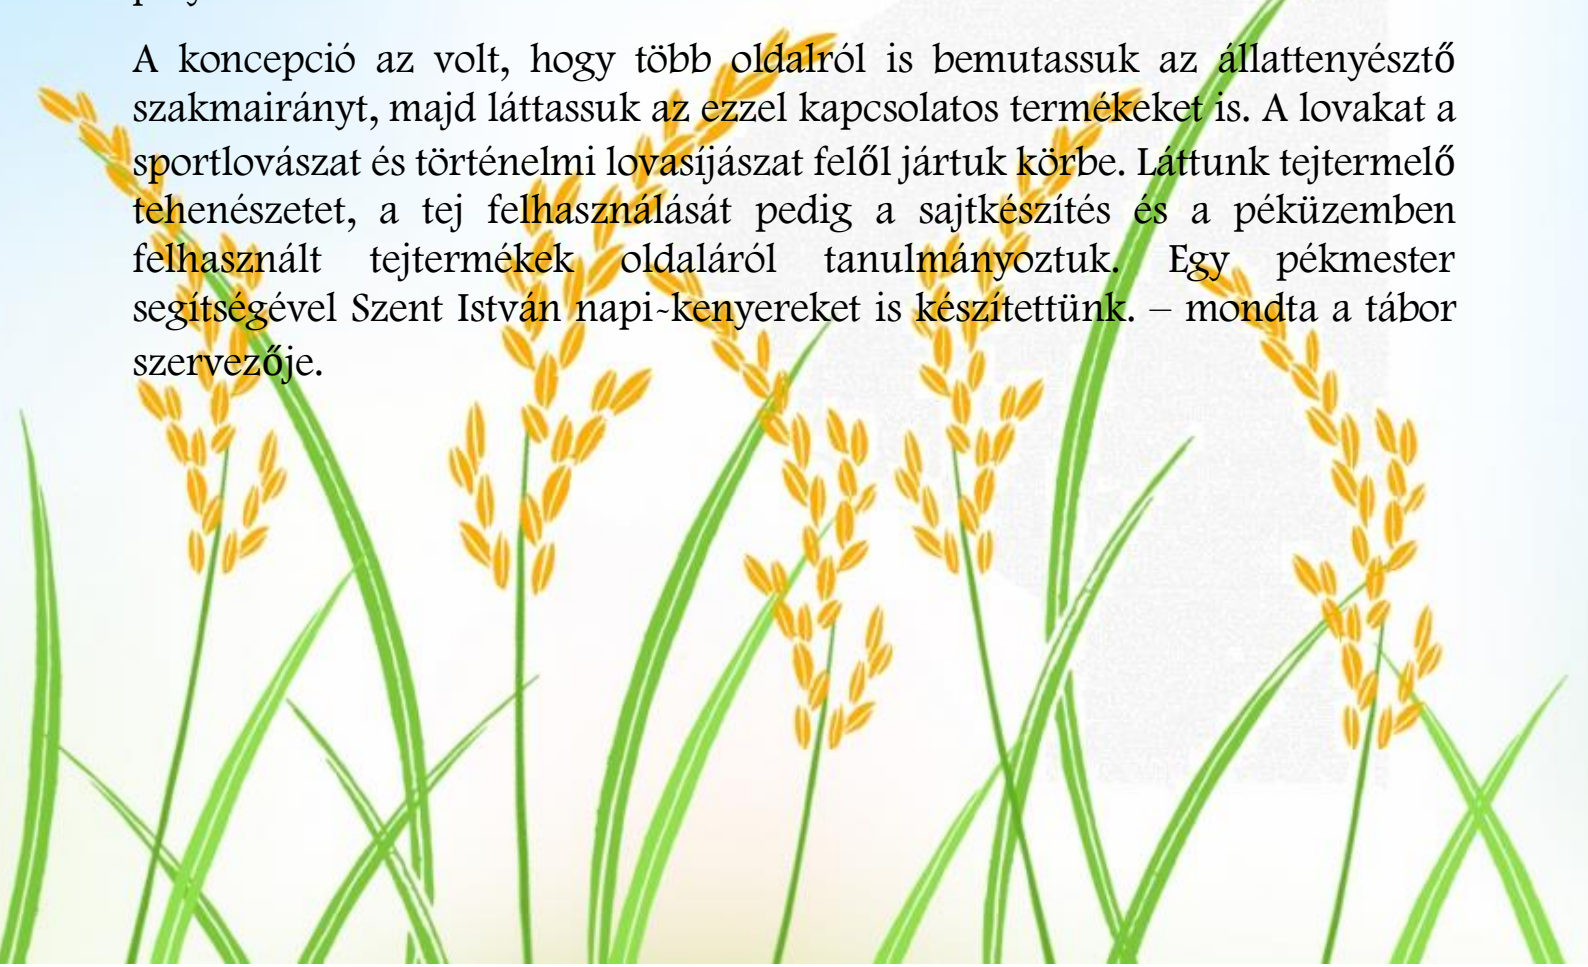 A koncepció az volt, hogy több oldalról is bemutassuk az állattenyésztő
szakmairányt, majd láttassuk az ezzel kapcsolatos termékeket is. A lovakat a
sportlovászat és történelmi lovasíjászat felől jártuk körbe. Láttunk tejtermelő
tehenészetet, a tej felhasználását pedig a sajtkészítés és a péküzemben
felhasznált tejtermékek oldaláról tanulmányoztuk. Egy pékmester
segítségével Szent István napi-kenyereket is készítettünk. – mondta a tábor
szervezője.